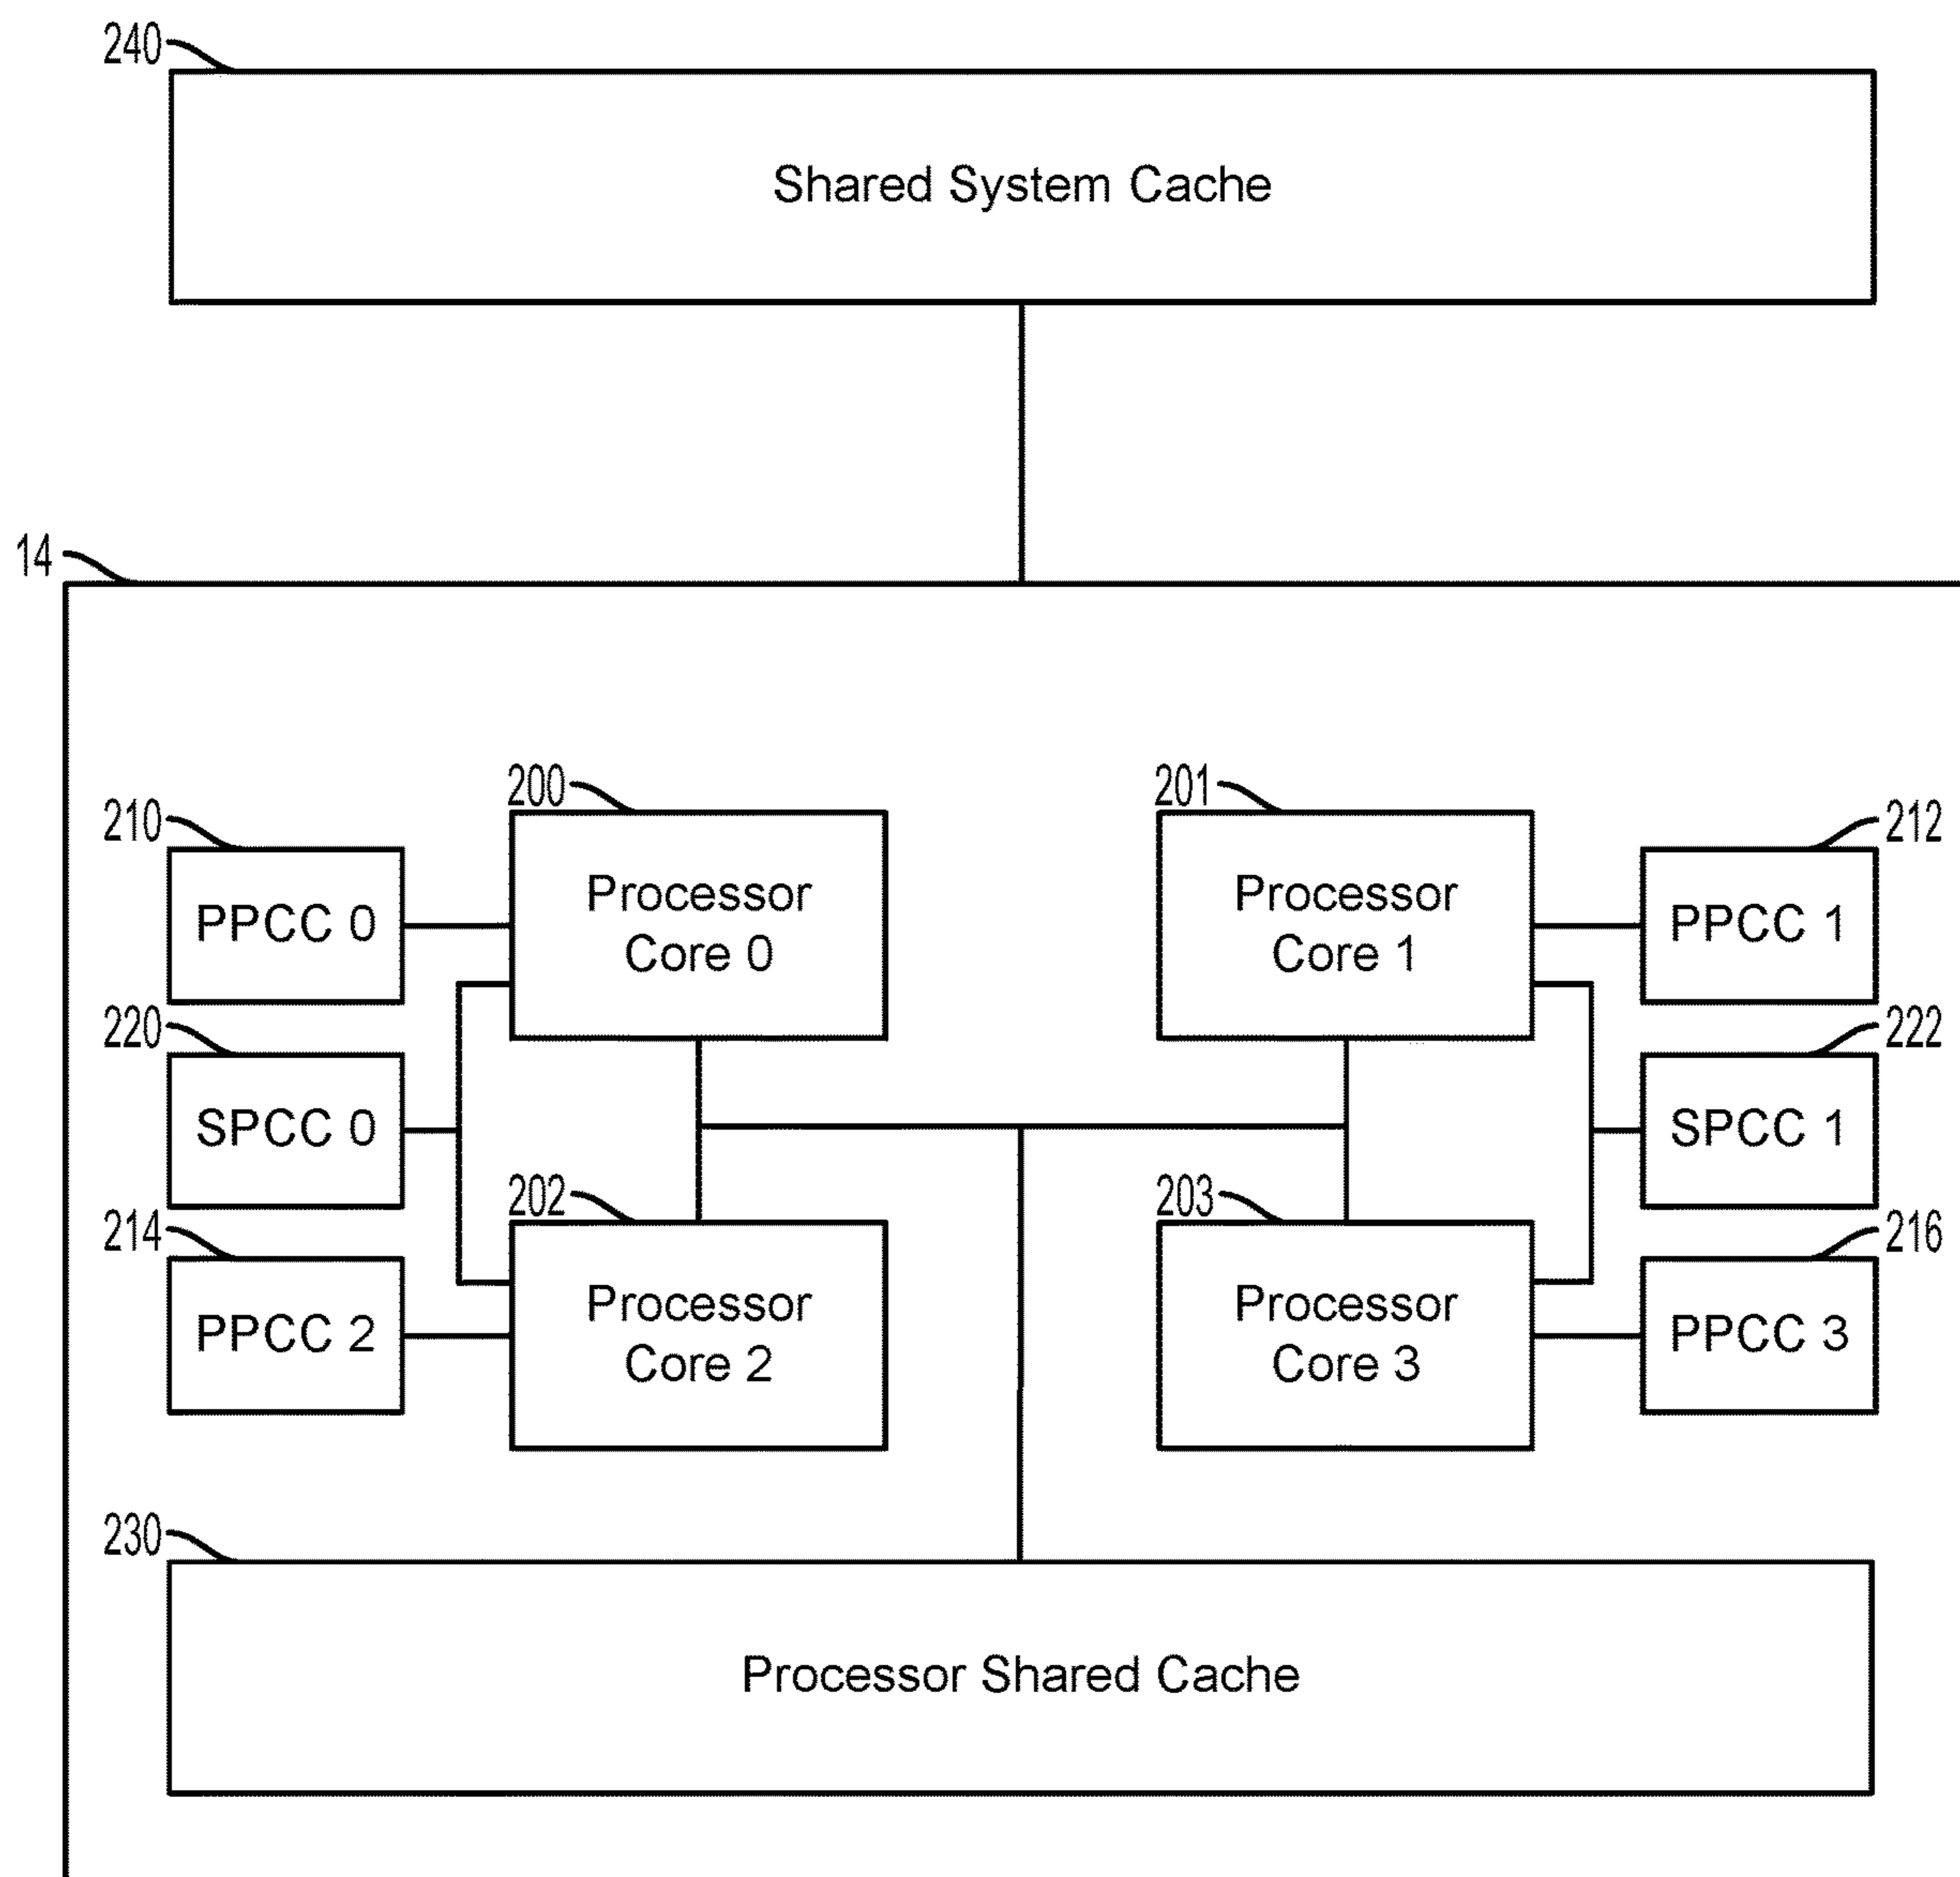 240
Shared System Cache
14
200
201
210
212
Processor
Core 0
Processor
Core 1
PPCC 0
PPCC 1
220
222
SPCC 0
SPCC 1
202
203
214
216
Processor
Core 2
Processor
Core 3
PPCC 2
PPCC 3
230
Processor Shared Cache